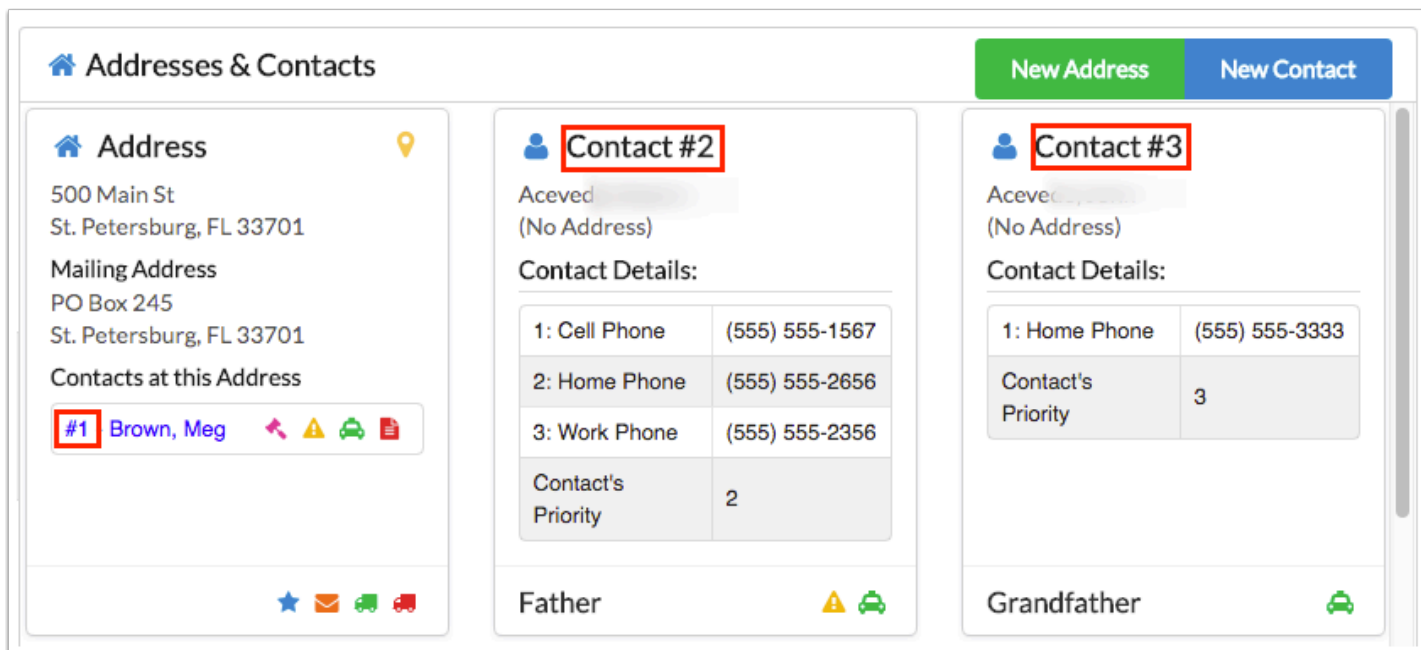 Addresses & Contacts
New Address
New Contact
Address
500 Main St
St. Petersburg, FL 33701
Mailing Address
PO Box 245
St. Petersburg, FL 33701
Contacts at this Address
#1 Brown, Meg
Contact #2
(No Address)
Contact Details:
1: Cell Phone (555) 555-1567
2: Home Phone (555) 555-2656
3: Work Phone (555) 555-2356
Contact's
Priority 2
Father
Contact #3
(No Address)
Contact Details:
1: Home Phone (555) 555-3333
Contact's
Priority 3
Grandfather